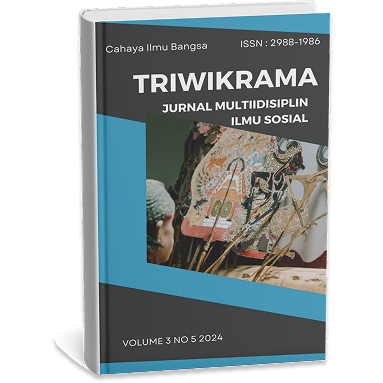 Cahaya Ilmu Bangsa
ISSN : 2988-1986
TRIWIKRAMA
JURNAL MULTIIDISIPLIN
ILMU SOSIAL
VOLUME 3 NO 5 2024